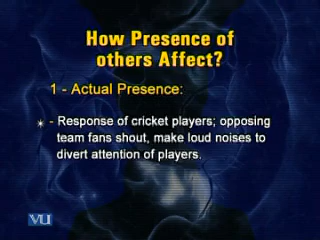 How Presence of
others Affect?
1 - Actual Presence:
- Response of cricket players; opposing
team fans shout, make loud noises to
divert attention of players.
VU